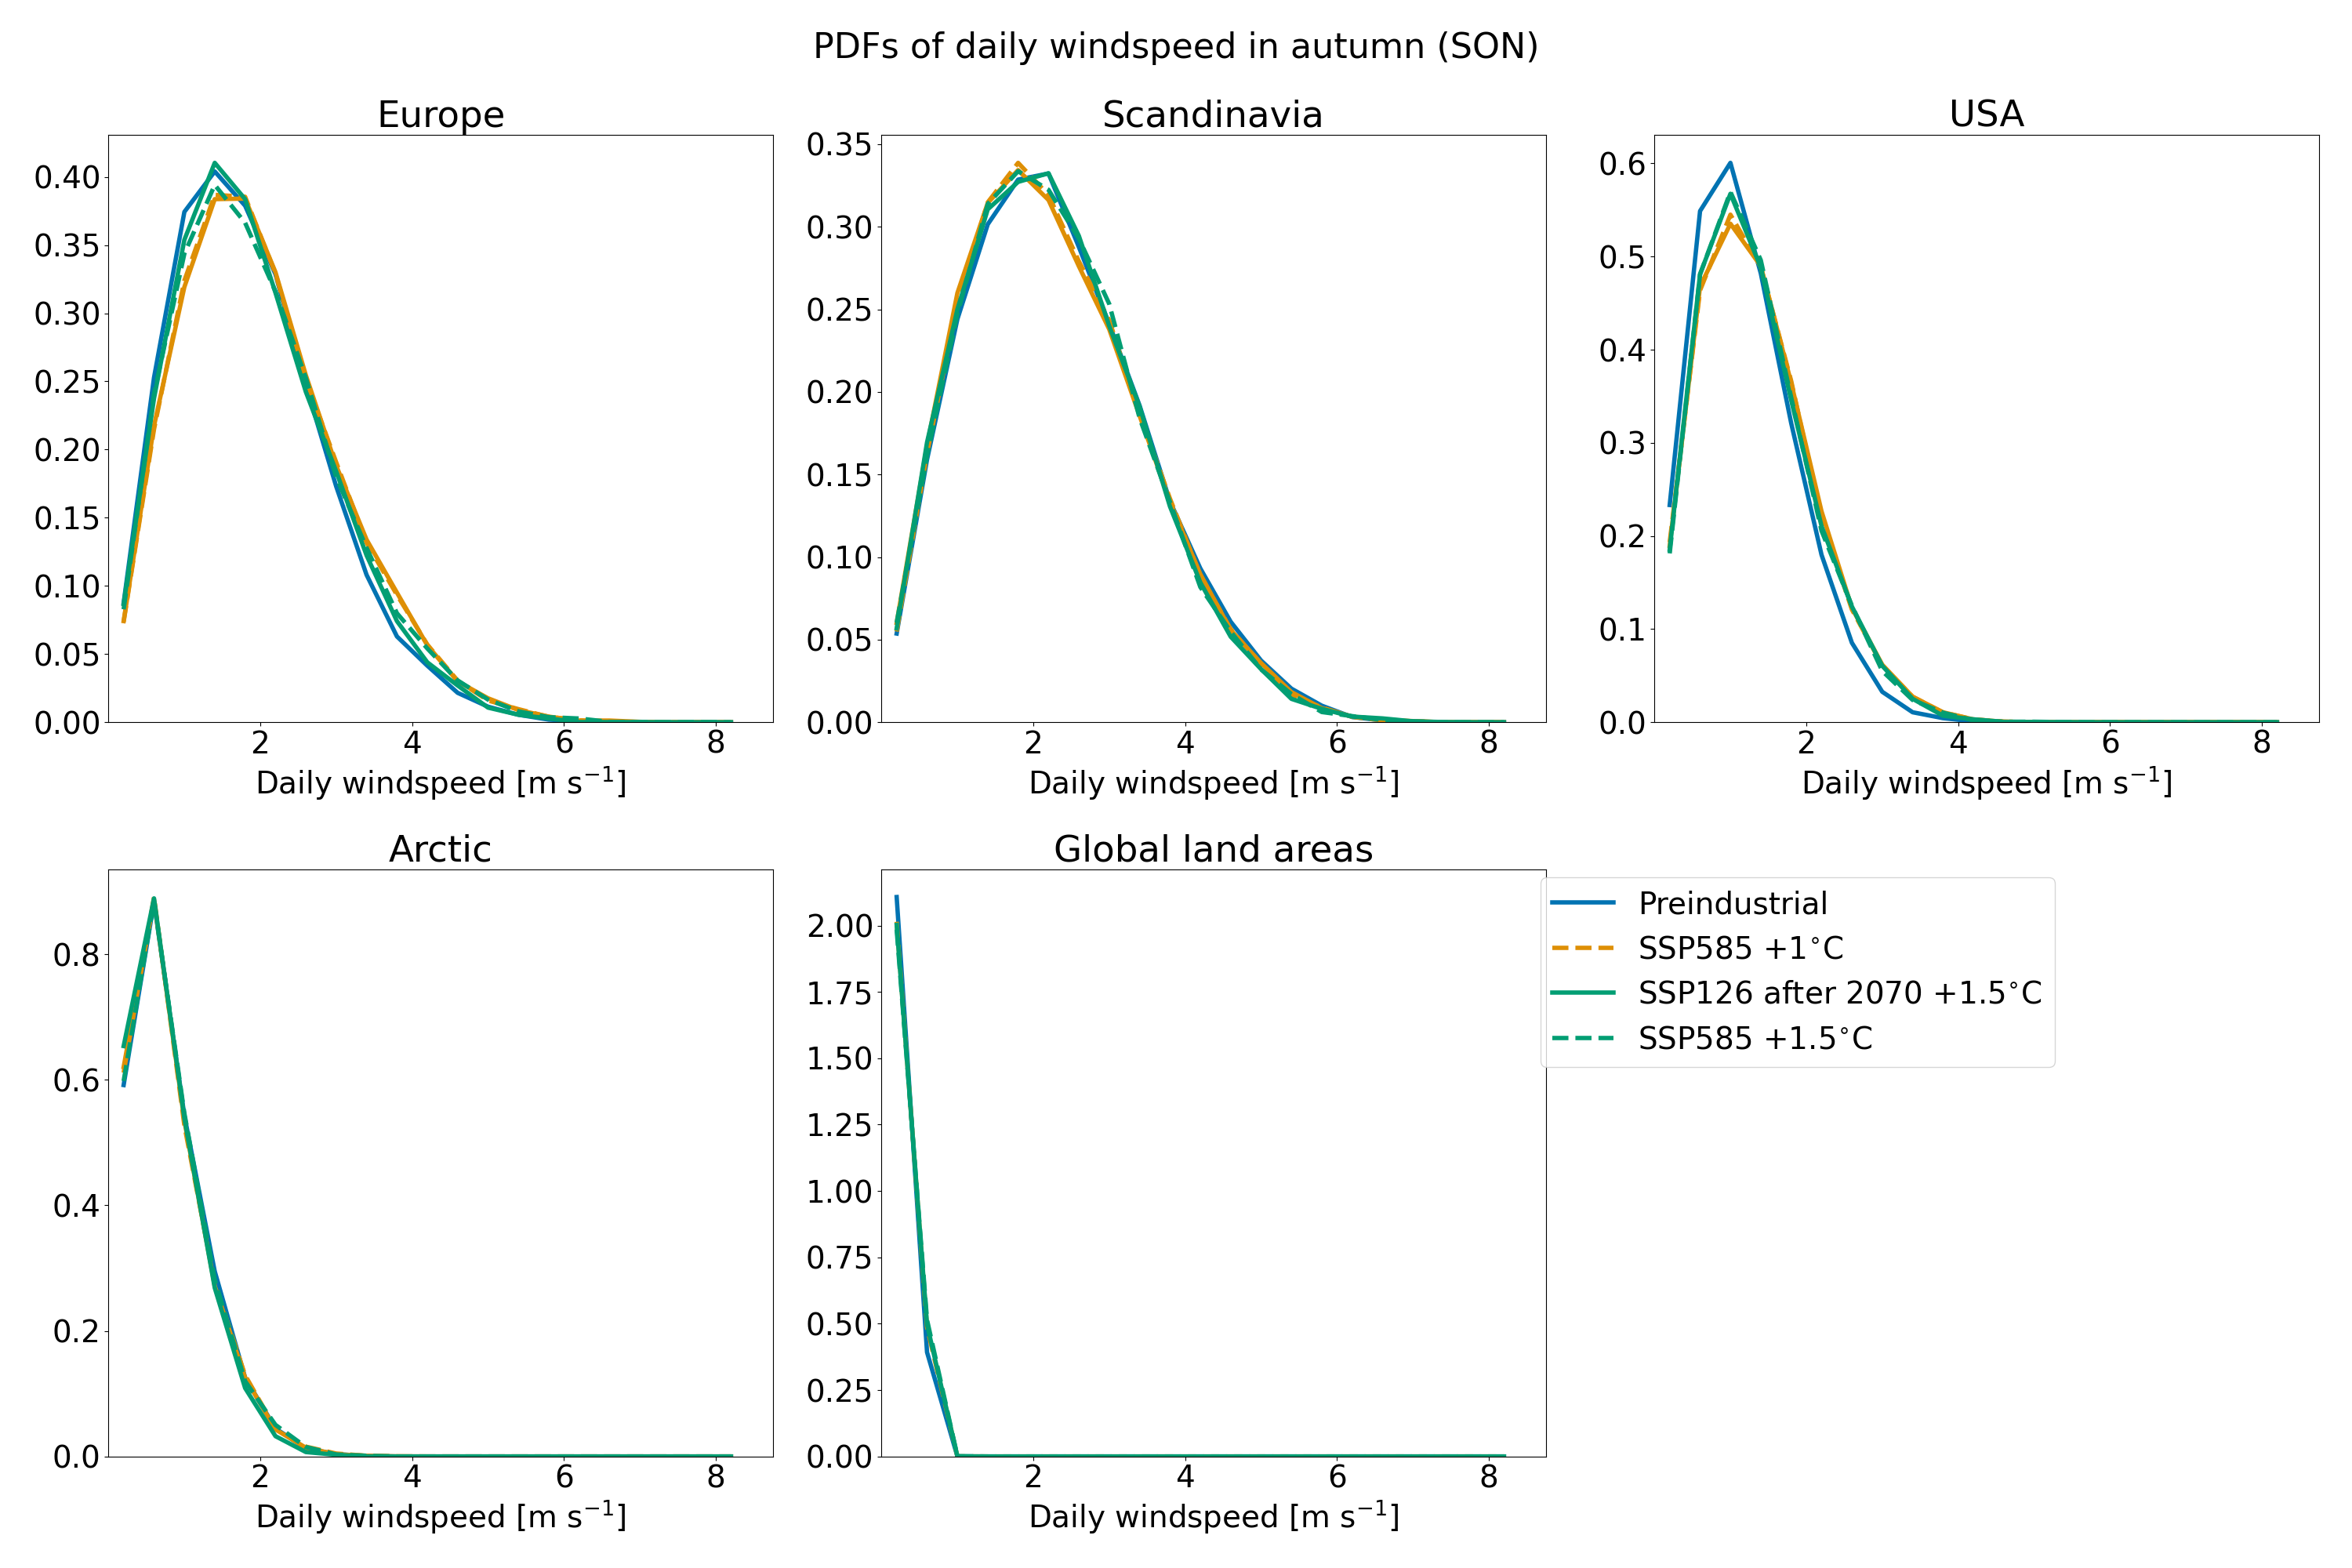 PDFs of daily windspeed in autumn (SON)
Europe
0.40
0.35
0.30
0.25
0.20
0.15
0.10
0.05
0.00
2 4 6 8
Daily windspeed [m s⁻¹]
Scandinavia
0.35
0.30
0.25
0.20
0.15
0.10
0.05
0.00
2 4 6 8
Daily windspeed [m s⁻¹]
USA
0.6
0.5
0.4
0.3
0.2
0.1
0.0
2 4 6 8
Daily windspeed [m s⁻¹]
Arctic
0.8
0.6
0.4
0.2
0.0
2 4 6 8
Daily windspeed [m s⁻¹]
Global land areas
2.00
1.75
1.50
1.25
1.00
0.75
0.50
0.25
0.00
2 4 6 8
Daily windspeed [m s⁻¹]
Preindustrial
SSP585 +1°C
SSP126 after 2070 +1.5°C
SSP585 +1.5°C